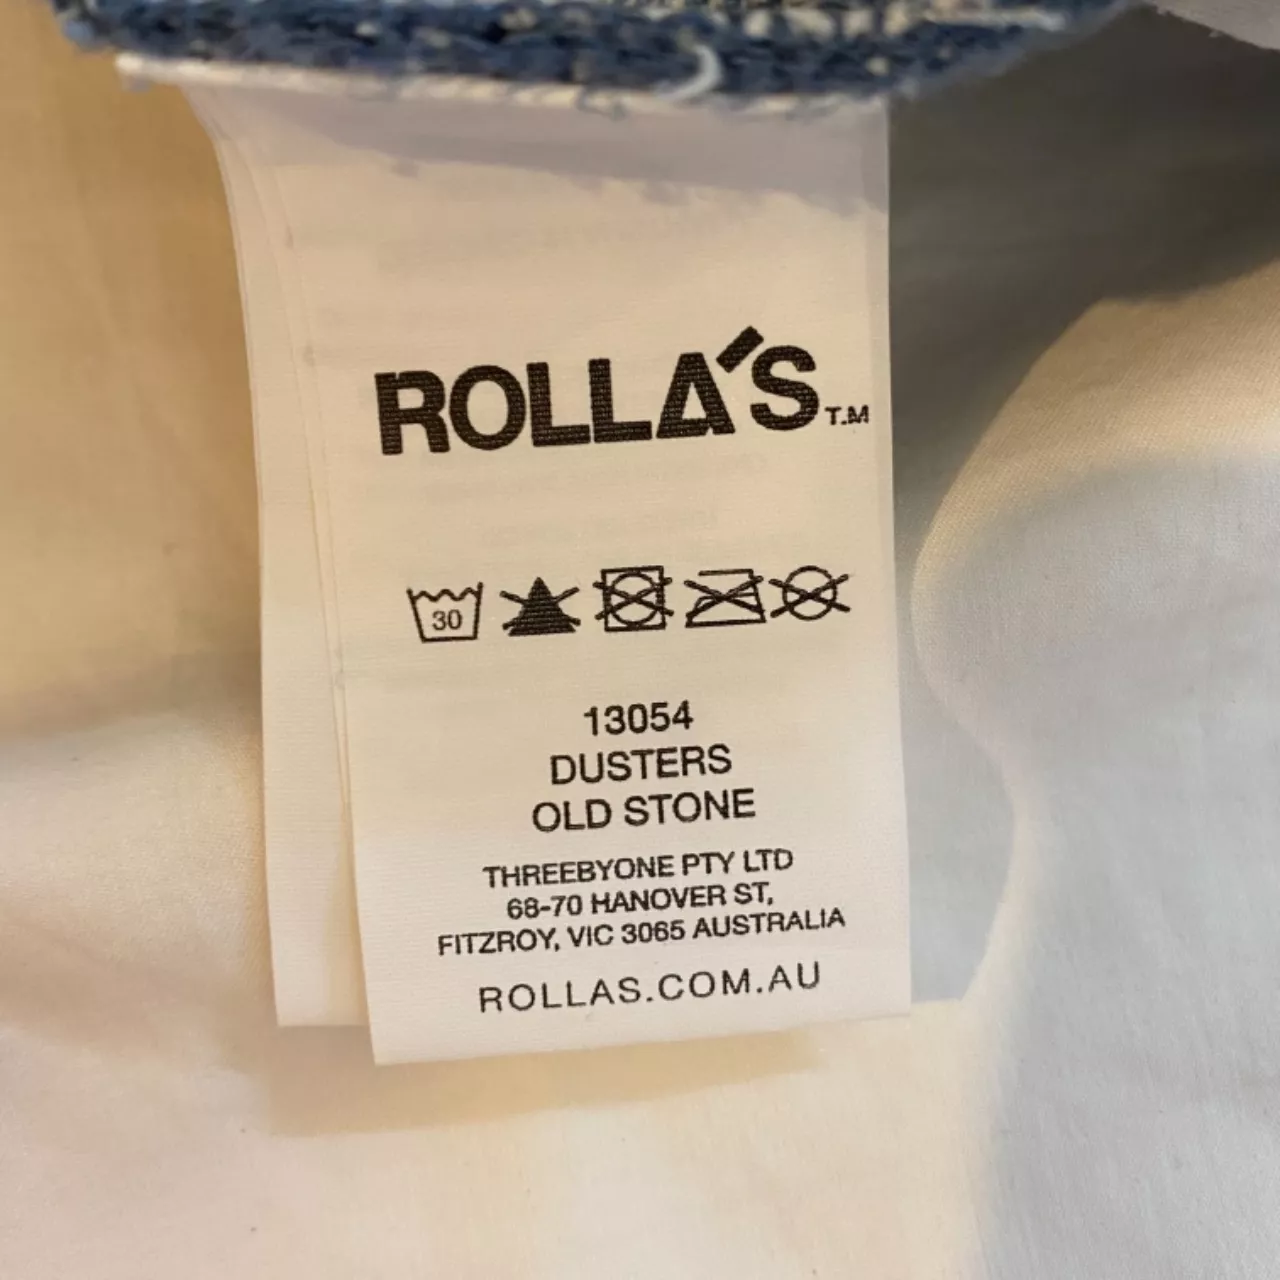 ROLLA'S T.M
30
13054
DUSTERS
OLD STONE
THREEBYONE PTY LTD
68-70 HANOVER ST,
FITZROY, VIC 3065 AUSTRALIA
ROLLAS.COM.AU